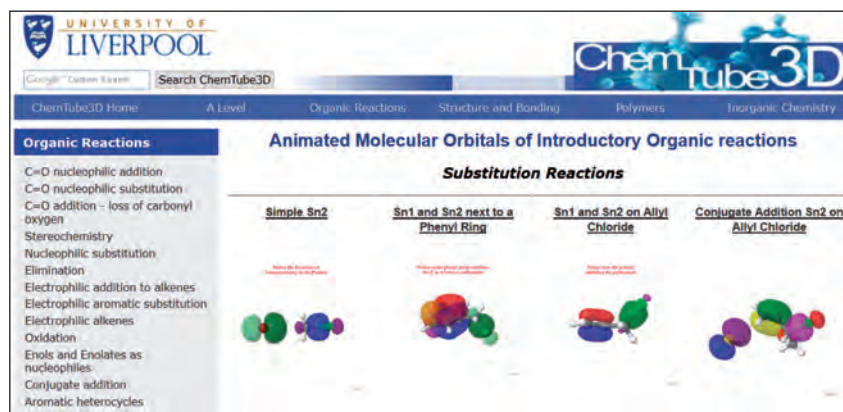 UNIVERSITY OF
LIVERPOOL
ChemTube3D
Google™ Custom Search
Search ChemTube3D
ChemTube3D Home
A Level
Organic Reactions
Structure and Bonding
Polymers
Inorganic Chemistry
Organic Reactions
C=O nucleophilic addition
C=O nucleophilic substitution
C=O addition - loss of carbonyl
oxygen
Stereochemistry
Nucleophilic substitution
Elimination
Electrophilic addition to alkenes
Electrophilic aromatic substitution
Electrophilic alkenes
Oxidation
Enols and Enolates as
nucleophiles
Conjugate addition
Aromatic heterocycles
Animated Molecular Orbitals of Introductory Organic reactions
Substitution Reactions
Simple Sn2
Sn1 and Sn2 next to a
Phenyl Ring
Sn1 and Sn2 on Allyl
Chloride
Conjugate Addition Sn2 on
Allyl Chloride